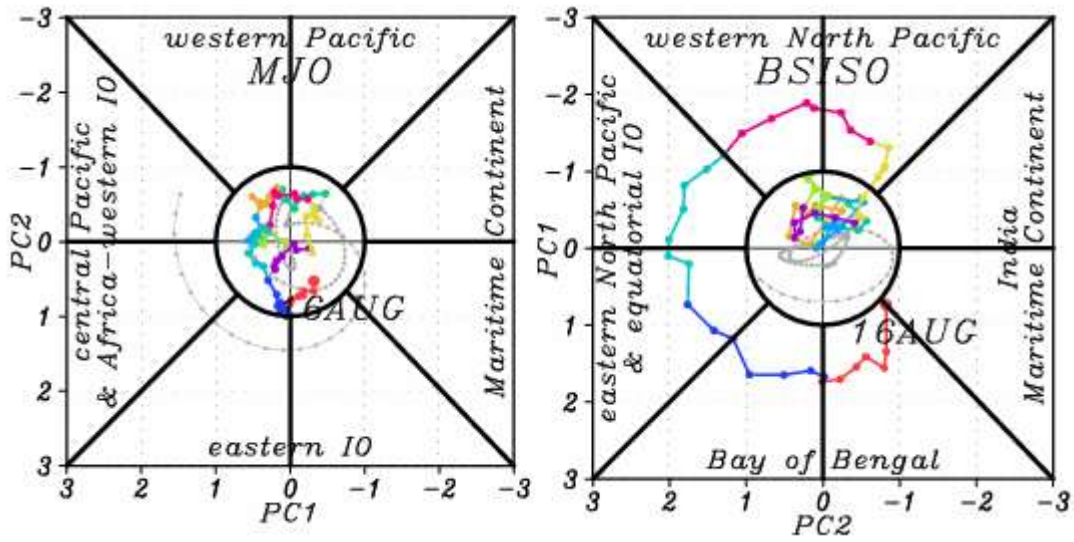 western Pacific
MJO
central Pacific
& Africa-western IO
Maritime Continent
eastern IO
16AUG
-3
-2
-1
0
1
2
3
PC2
3
2
1
0
-1
-2
-3
PC1
western North Pacific
BSISO
eastern North Pacific
& equatorial IO
India
Maritime Continent
Bay of Bengal
16AUG
-3
-2
-1
0
1
2
3
PC1
3
2
1
0
-1
-2
-3
PC2